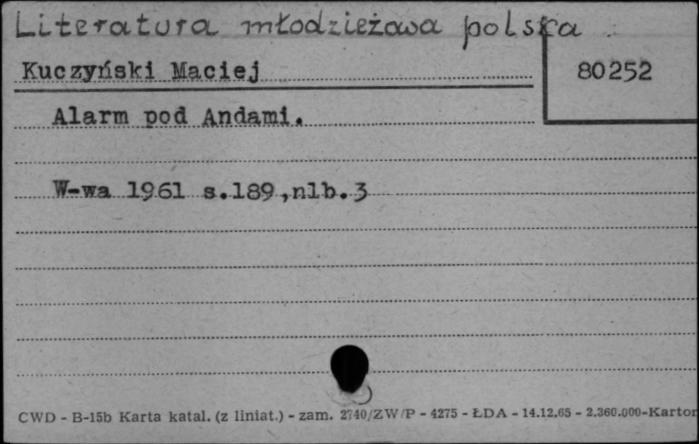 Literatura młodzieżowa polska
Kuczyński Maciej
80252
Alarm pod Andami.
W-wa 1961 s.189,nlb.3
CWD - B-15b Karta katal. (z liniat.) - zam. 2740/ZW/P - 4275 - ŁDA - 14.12.65 - 2.360.000-Karton